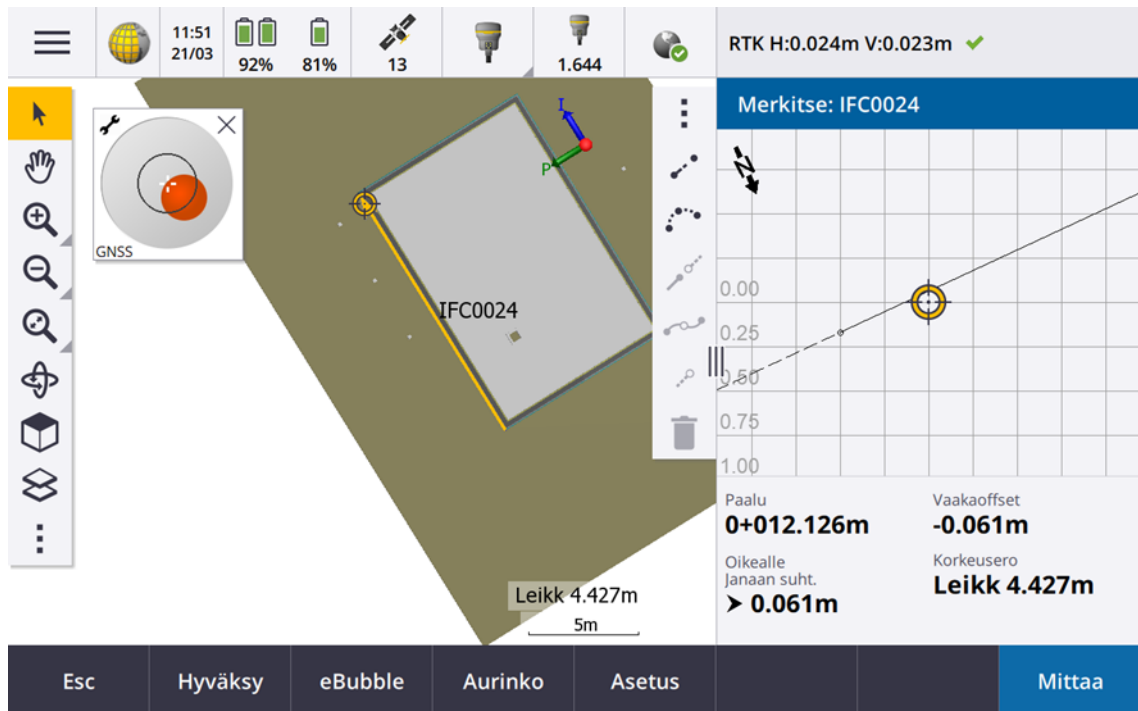 11:51
21/03
92%
81%
13
1.644
RTK H:0.024m V:0.023m
Merkitse: IFC0024
GNSS
I
P
IFC0024
Leikk 4.427m
5m
N
0.00
0.25
0.50
0.75
1.00
Paalu
0+012.126m
Vaakaoffset
-0.061m
Oikealle
Janaan suht.
0.061m
Korkeusero
Leikk 4.427m
Esc
Hyväksy
eBubble
Aurinko
Asetus
Mittaa